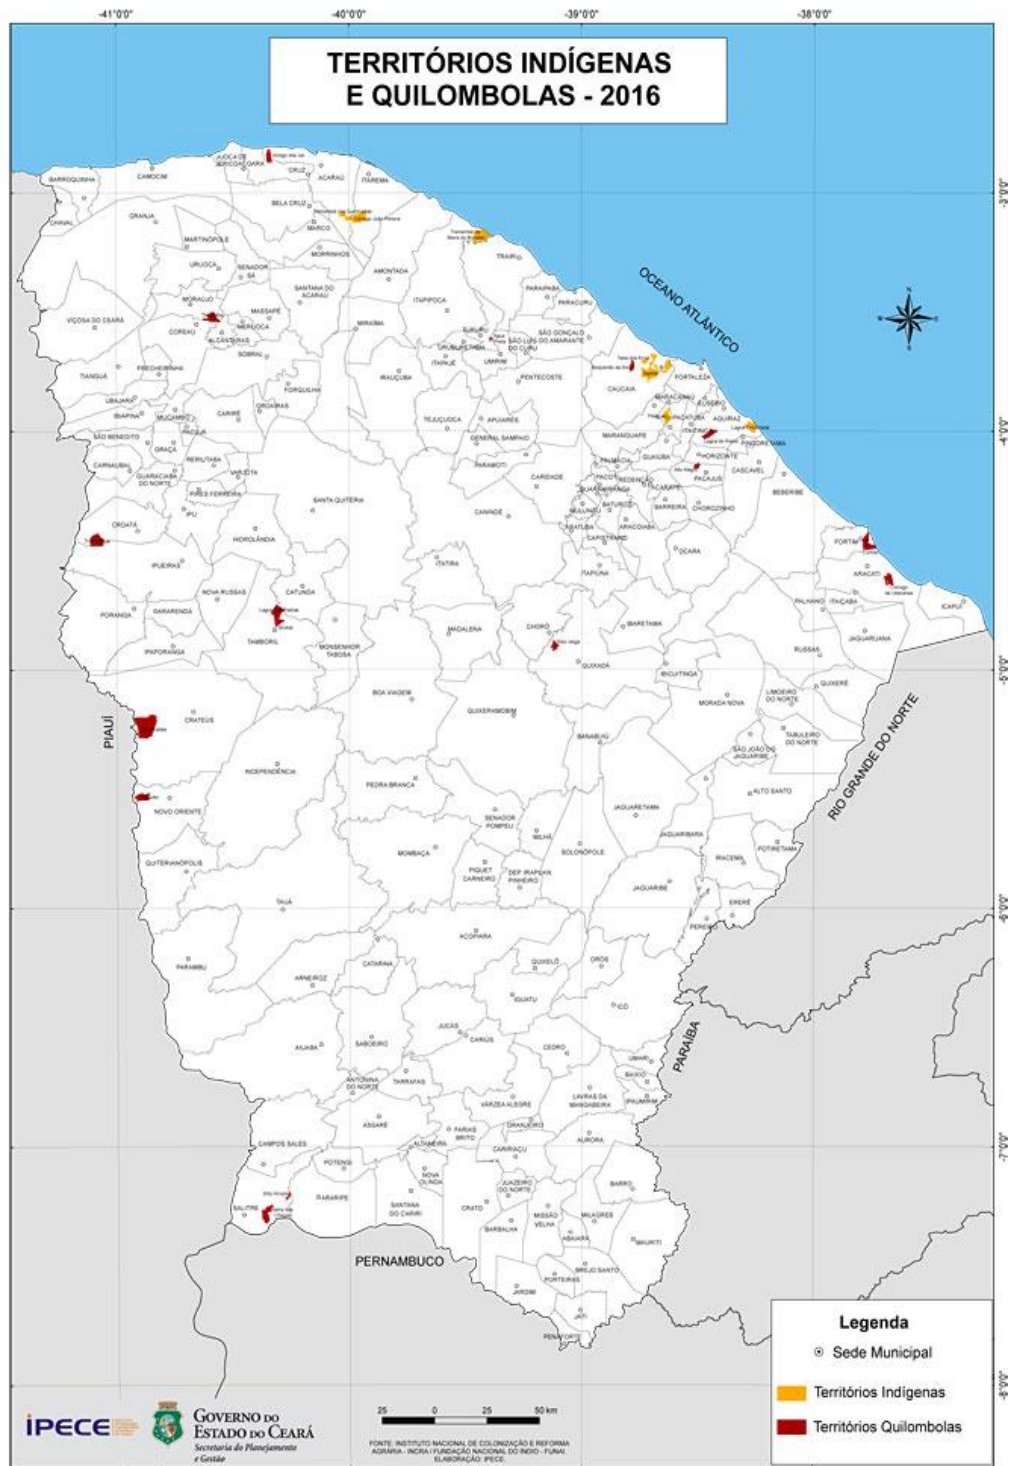 -41°0'0"
-40°0'0"
-39°0'0"
-38°0'0"
TERRITÓRIOS INDÍGENAS
E QUILOMBOLAS - 2016
-3°0'0"
-4°0'0"
-5°0'0"
-6°0'0"
-7°0'0"
-8°0'0"
OCEANO ATLÂNTICO
PIAUÍ
RIO GRANDE DO NORTE
PARAÍBA
PERNAMBUCO
BARROQUINHA
CAMOCIM
JIJOCA DE
JERICOACOARA
CRUZ
ACARAÚ
ITAREMA
CHAVAL
GRANJA
BELA CRUZ
MARCO
MARTINÓPOLE
MORRINHOS
URUOCA
SENADOR
SÁ
SANTANA DO
ACARAÚ
AMONTADA
TRAIRI
MORAÚJO
MASSAPÊ
ITAPIPOCA
PARAIPABA
PARACURU
VIÇOSA DO CEARÁ
COREAÚ
MERUOCA
ALCÂNTARAS
MIRAÍMA
SÃO GONÇALO
DO AMARANTE
SÃO LUÍS
DO CURU
SOBRAL
ITAPAJÉ
UMIRIM
TIANGUÁ
FRECHEIRINHA
IRAUÇUBA
PENTECOSTE
CAUCAIA
FORTALEZA
FORQUILHA
UBAJARA
GROAÍRAS
MARACANAÚ
EUSÉBIO
IBIAPINA
MUCAMBO
CARIRÉ
TEJUÇUOCA
APUIARÉS
PACATUBA
AQUIRAZ
PACUJÁ
ITAITINGA
SÃO BENEDITO
GRAÇA
GENERAL SAMPAIO
MARANGUAPE
PINDORETAMA
CARNAUBAL
RERIUTABA
VARJOTA
PARAMOTI
GUAIÚBA
HORIZONTE
GUARACIABA
DO NORTE
PALMÁCIA
CASCAVEL
PIRES FERREIRA
CARIDADE
REDENÇÃO
ACARAPE
PACAJUS
BEBERIBE
IPU
SANTA QUITÉRIA
CANINDÉ
BATURITÉ
BARREIRA
CHOROZINHO
CROATÁ
HIDROLÂNDIA
ARACOIABA
CAPISTRANO
FORTIM
IPUEIRAS
ITATIRA
ITAPIÚNA
OCARA
ARACATI
NOVA RUSSAS
CATUNDA
PALHANO
ITAIÇABA
ICAPUÍ
PORANGA
ARARENDÁ
TAMBORIL
MADALENA
CHORÓ
IBARETAMA
JAGUARUANA
IPAPORANGA
MONSENHOR
TABOSA
QUIXADÁ
RUSSAS
IBICUITINGA
QUIXERÉ
CRATEÚS
BOA VIAGEM
QUIXERAMOBIM
MORADA NOVA
LIMOEIRO
DO NORTE
BANABUIÚ
TABULEIRO
DO NORTE
SÃO JOÃO DO
JAGUARIBE
INDEPENDÊNCIA
PEDRA BRANCA
ALTO SANTO
NOVO ORIENTE
SENADOR
POMPEU
JAGUARETAMA
MILHÃ
JAGUARIBARA
QUITERIANÓPOLIS
MOMBAÇA
SOLONÓPOLE
POTIRETAMA
IRACEMA
PIQUET
CARNEIRO
DEP. IRAPUAN
PINHEIRO
JAGUARIBE
TAUÁ
ERERÊ
PEREIRO
ACOPIARA
PARAMBU
CATARINA
QUIXELÔ
ORÓS
ARNEIROZ
IGUATU
ICÓ
JUCÁS
CARIÚS
AIUABA
SABOEIRO
CEDRO
UMARI
BAIXIO
ANTONINA
DO NORTE
TARRAFAS
LAVRAS DA
MANGABEIRA
IPAUMIRIM
VÁRZEA ALEGRE
ASSARÉ
GRANJEIRO
FARIAS
BRITO
AURORA
CAMPOS SALES
ALTANEIRA
CARIRIAÇU
POTENGI
NOVA
OLINDA
JUAZEIRO
DO NORTE
BARRO
ARARIPE
SANTANA
DO CARIRI
CRATO
SALITRE
MISSÃO
VELHA
MILAGRES
BARBALHA
ABAIARA
MAURITI
BREJO SANTO
PORTEIRAS
JARDIM
JATI
PENAFORTE
Legenda
Sede Municipal
Territórios Indígenas
Territórios Quilombolas
IPECE
GOVERNO DO
ESTADO DO CEARÁ
Secretaria do Planejamento
e Gestão
25 0 25 50 km
FONTE: INSTITUTO NACIONAL DE COLONIZAÇÃO E REFORMA
AGRÁRIA - INCRA / FUNDAÇÃO NACIONAL DO ÍNDIO - FUNAI.
ELABORAÇÃO: IPECE.